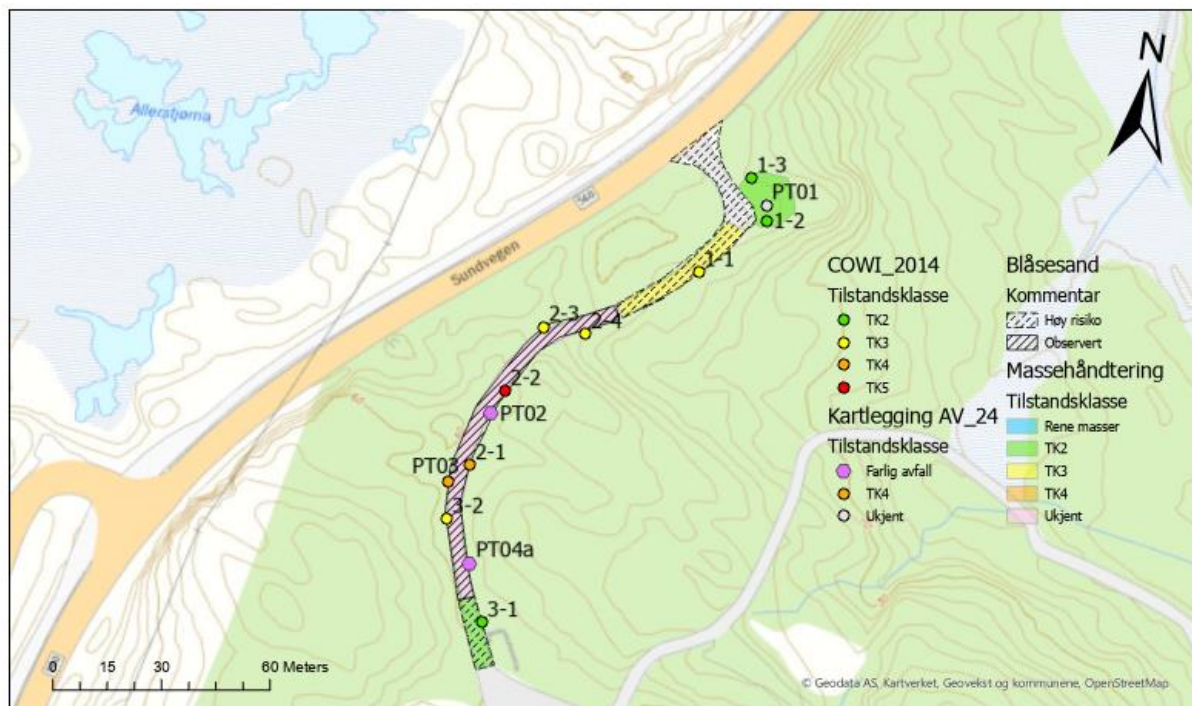 N
Allerstjørna
560
Sundvegen
1-3
PT01
1-2
1-1
2-3
2-4
2-2
PT02
2-1
PT03
3-2
PT04a
3-1
COWI_2014
Tilstandsklasse
TK2
TK3
TK4
TK5
Kartlegging AV_24
Tilstandsklasse
Farlig avfall
TK4
Ukjent
Blåsesand
Kommentar
Høy risiko
Observert
Massehåndtering
Tilstandsklasse
Rene masser
TK2
TK3
TK4
Ukjent
0 15 30 60 Meters
© Geodata AS, Kartverket, Geovekst og kommunene, OpenStreetMap